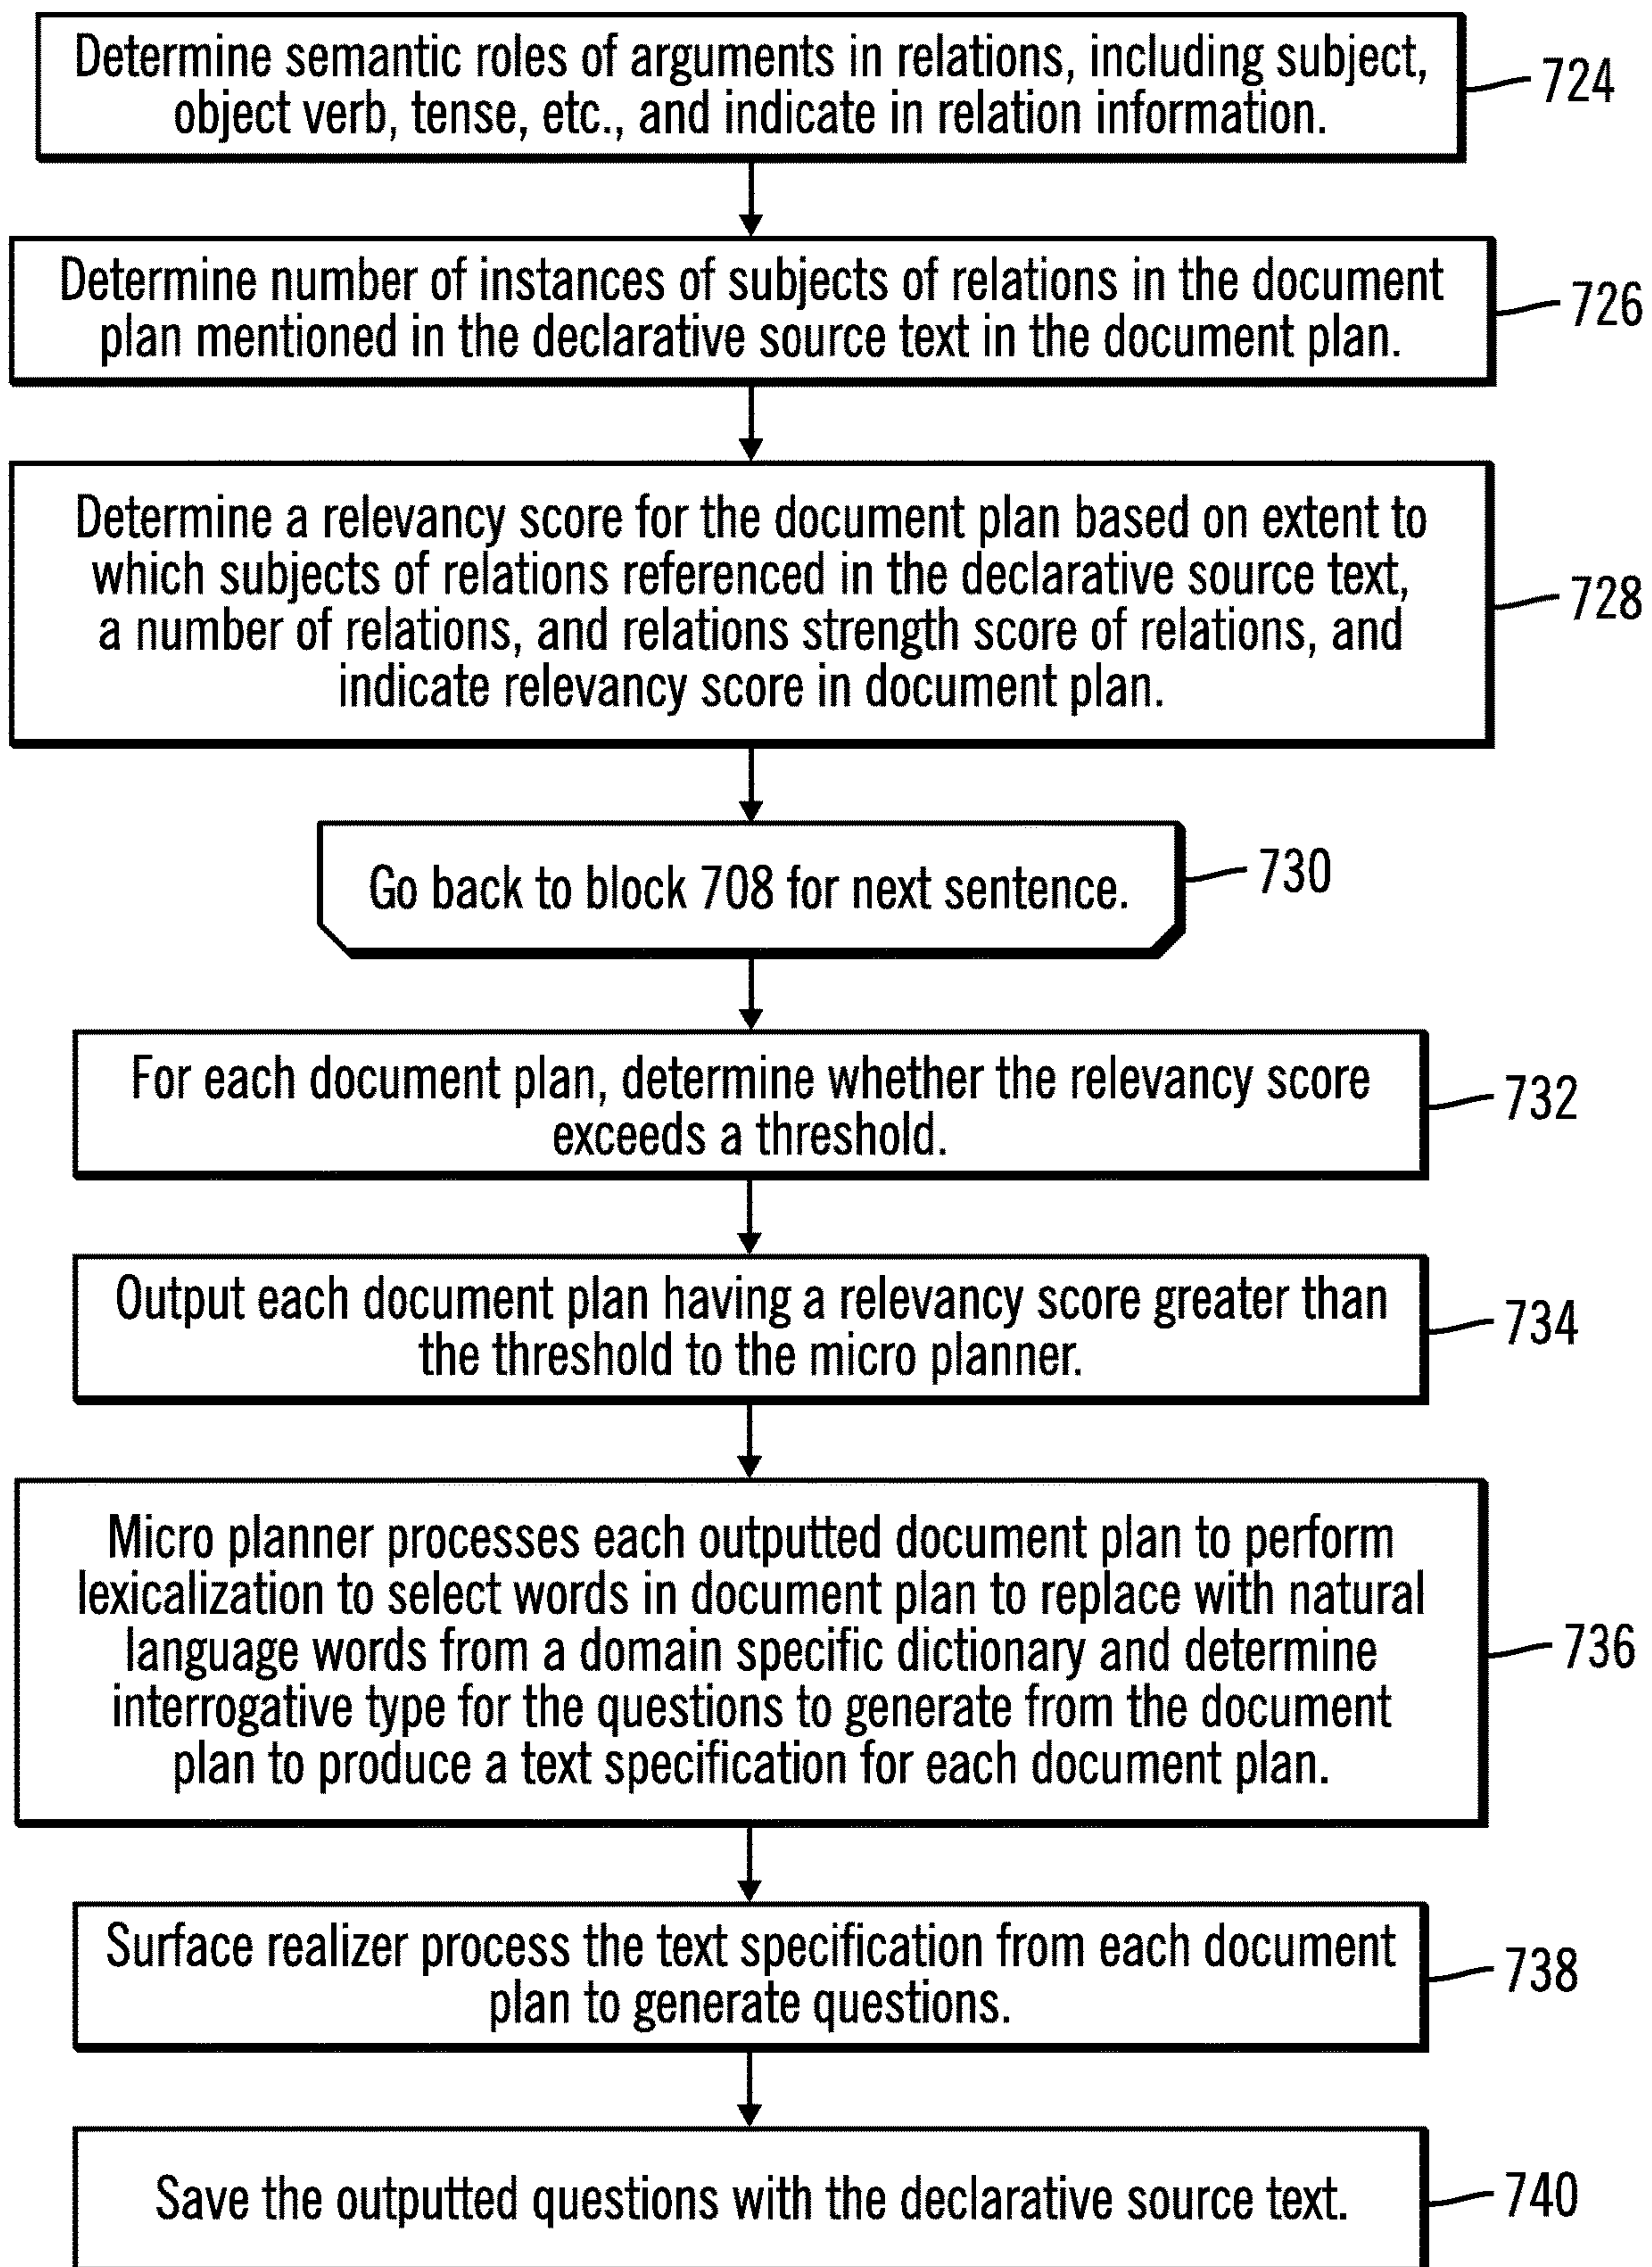 Determine semantic roles of arguments in relations, including subject,
object verb, tense, etc., and indicate in relation information.
724
Determine number of instances of subjects of relations in the document
plan mentioned in the declarative source text in the document plan.
726
Determine a relevancy score for the document plan based on extent to
which subjects of relations referenced in the declarative source text,
a number of relations, and relations strength score of relations, and
indicate relevancy score in document plan.
728
Go back to block 708 for next sentence.
730
For each document plan, determine whether the relevancy score
exceeds a threshold.
732
Output each document plan having a relevancy score greater than
the threshold to the micro planner.
734
Micro planner processes each outputted document plan to perform
lexicalization to select words in document plan to replace with natural
language words from a domain specific dictionary and determine
interrogative type for the questions to generate from the document
plan to produce a text specification for each document plan.
736
Surface realizer process the text specification from each document
plan to generate questions.
738
Save the outputted questions with the declarative source text.
740